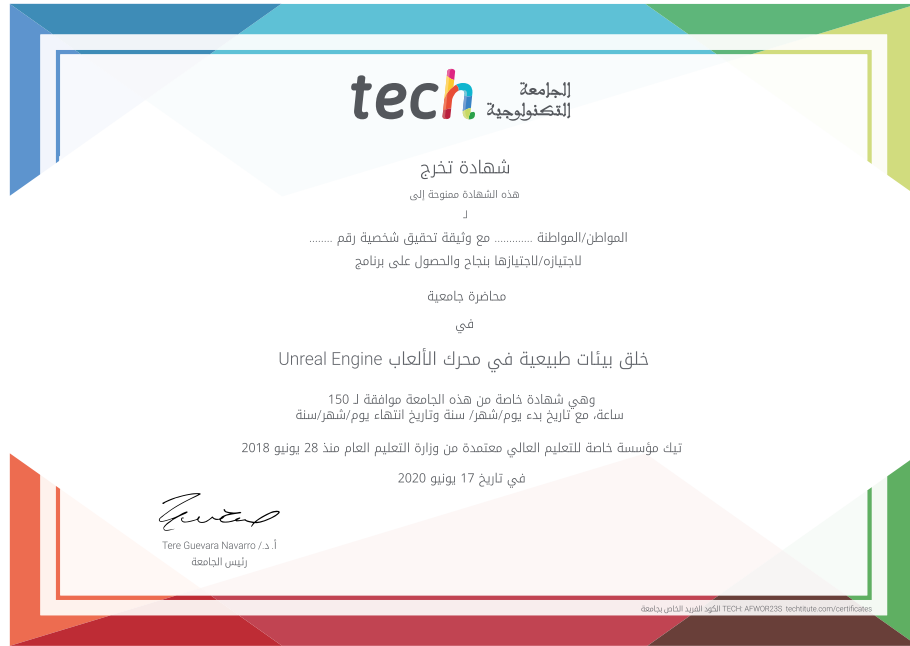 tech الجامعة
التكنولوجية
شهادة تخرج
هذه الشهادة ممنوحة إلى
لـ
المواطن/المواطنة ............ مع وثيقة تحقيق شخصية رقم ........
لاجتيازه/لاجتيازها بنجاح والحصول على برنامج
محاضرة جامعية
في
خلق بيئات طبيعية في محرك الألعاب Unreal Engine
وهي شهادة خاصة من هذه الجامعة موافقة لـ 150
ساعة، مع تاريخ بدء يوم/شهر/ سنة وتاريخ انتهاء يوم/شهر/سنة
تيك مؤسسة خاصة للتعليم العالي معتمدة من وزارة التعليم العام منذ 28 يونيو 2018
في تاريخ 17 يونيو 2020
أ. د./ Tere Guevara Navarro
رئيس الجامعة
الكود الفريد الخاص بجامعة TECH: AFWOR23S techtitute.com/certificates